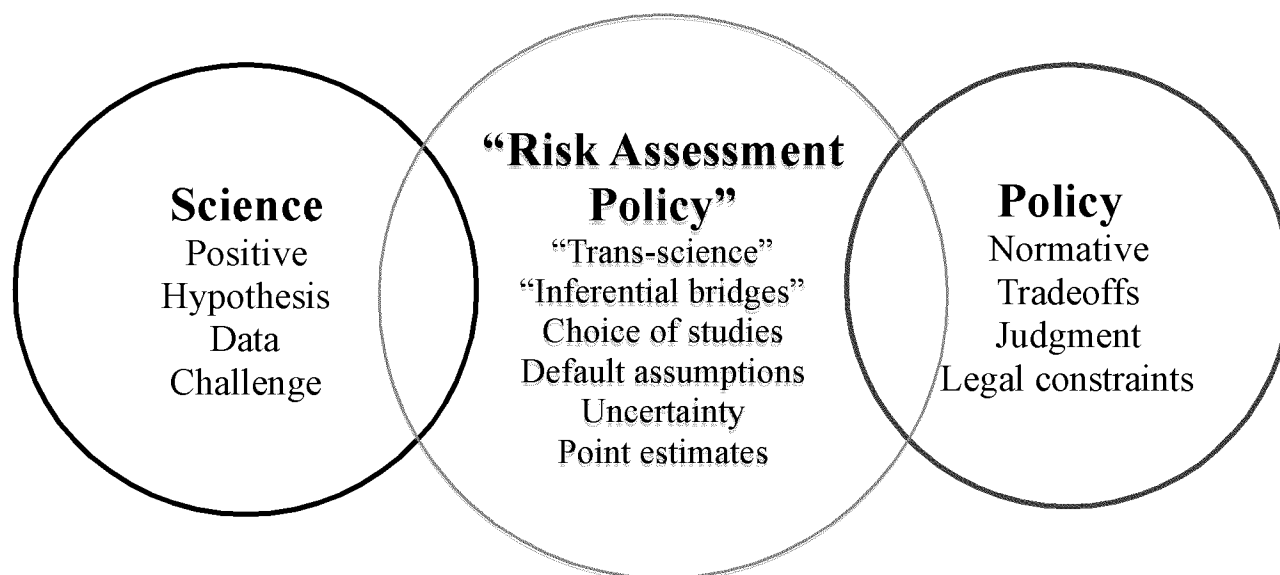 Science
Positive
Hypothesis
Data
Challenge
“Risk Assessment
Policy”
“Trans-science”
“Inferential bridges”
Choice of studies
Default assumptions
Uncertainty
Point estimates
Policy
Normative
Tradeoffs
Judgment
Legal constraints